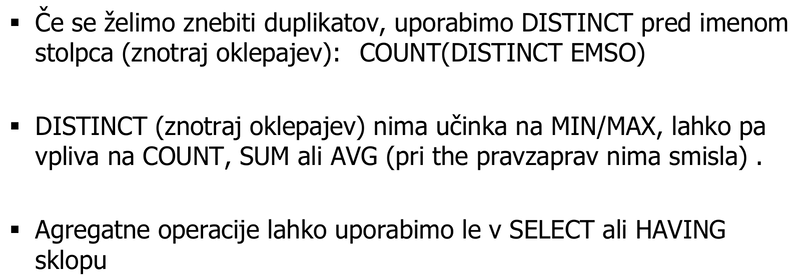 ▪ Če se želimo znebiti duplikatov, uporabimo DISTINCT pred imenom
stolpca (znotraj oklepajev): COUNT(DISTINCT EMSO)
▪ DISTINCT (znotraj oklepajev) nima učinka na MIN/MAX, lahko pa
vpliva na COUNT, SUM ali AVG (pri the pravzaprav nima smisla) .
▪ Agregatne operacije lahko uporabimo le v SELECT ali HAVING
sklopu